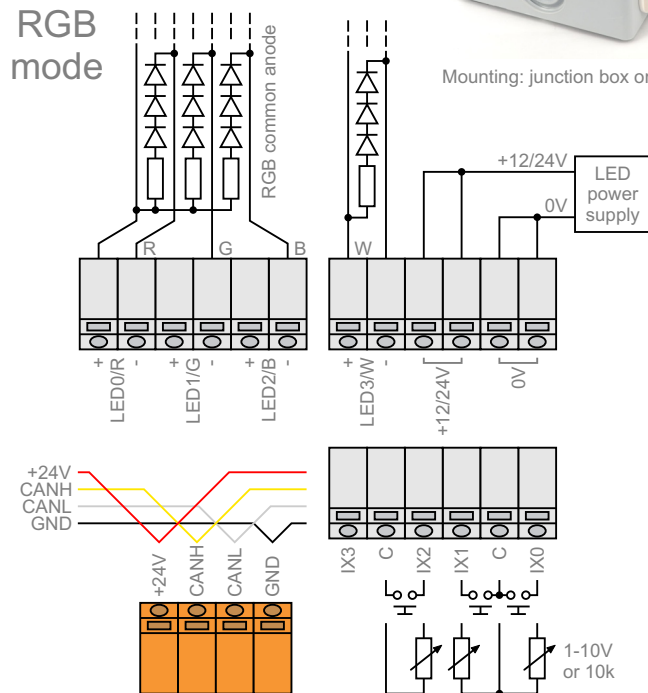 RGB
mode
Mounting: junction box or
RGB common anode
+12/24V
LED
power
supply
0V
R
G
B
W
+
LED0/R
-
+
LED1/G
-
+
LED2/B
-
+
LED3/W
-
+12/24V
0V
+24V
CANH
CANL
GND
+24V
CANH
CANL
GND
IX3
C
IX2
IX1
C
IX0
1-10V
or 10k